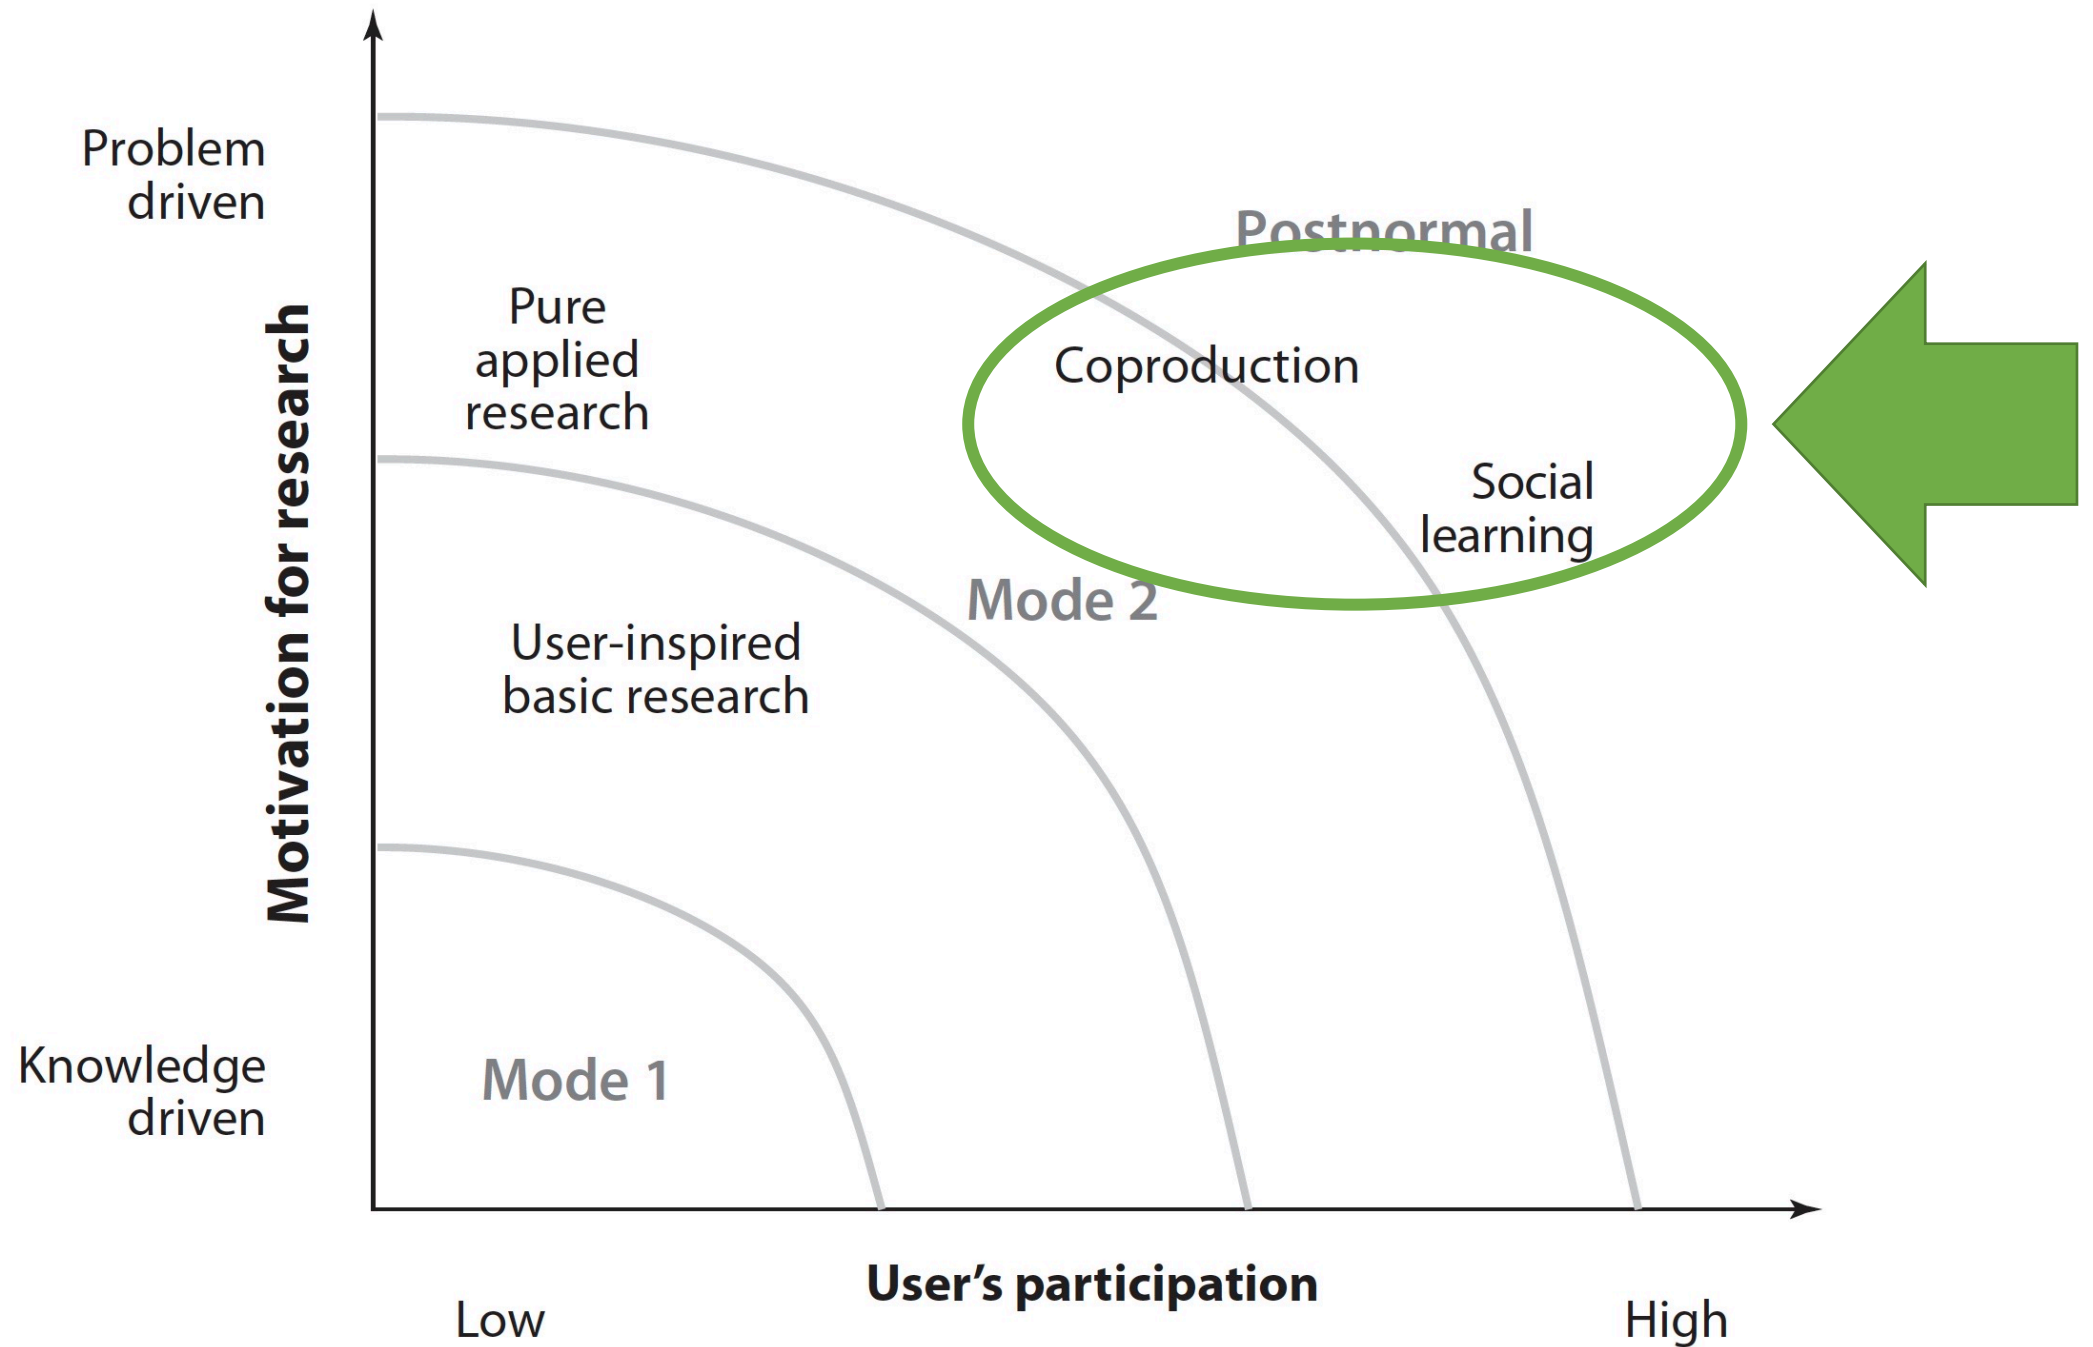 Problem
driven
Postnormal
Pure
applied
research
Coproduction
Social
learning
Motivation for research
Mode 2
User-inspired
basic research
Knowledge
driven
Mode 1
User’s participation
Low
High